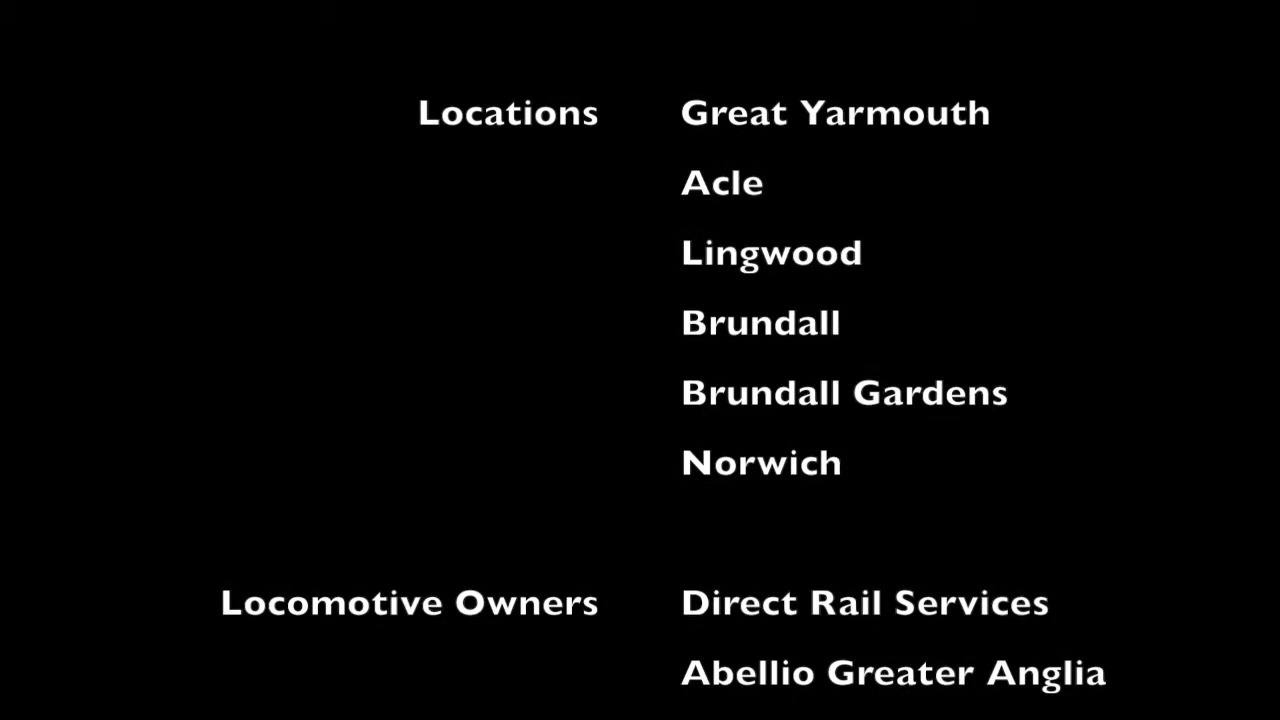 Locations Great Yarmouth
Acle
Lingwood
Brundall
Brundall Gardens
Norwich
Locomotive Owners Direct Rail Services
Abellio Greater Anglia